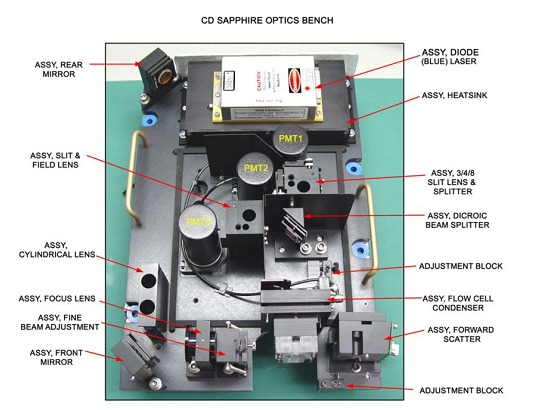 CD SAPPHIRE OPTICS BENCH
ASSY, REAR
MIRROR
ASSY, DIODE
(BLUE) LASER
ASSY, HEATSINK
CAUTION
PMT1
PMT2
ASSY, SLIT &
FIELD LENS
ASSY, 3/4/8
SLIT LENS &
SPLITTER
PMT3
ASSY, DICROIC
BEAM SPLITTER
ASSY,
CYLINDRICAL LENS
ADJUSTMENT BLOCK
ASSY, FOCUS LENS
ASSY, FLOW CELL
CONDENSER
ASSY, FINE
BEAM ADJUSTMENT
ASSY, FORWARD
SCATTER
ASSY, FRONT
MIRROR
ADJUSTMENT BLOCK